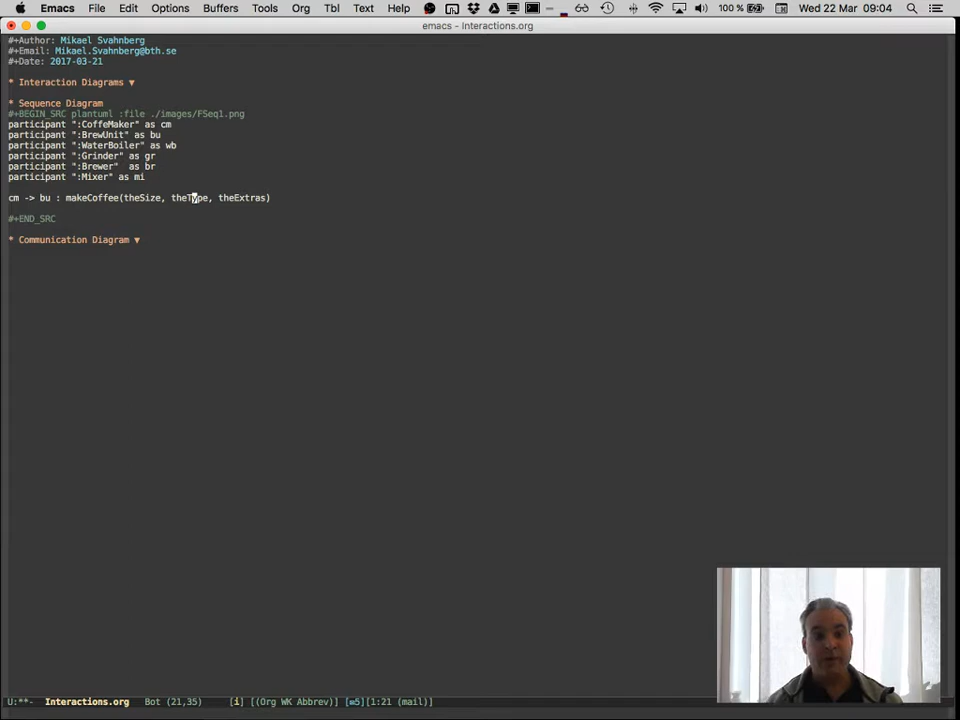 Emacs File Edit Options Buffers Tools Org Tbl Text Help 100 % Wed 22 Mar 09:04
emacs - Interactions.org
#+Author: Mikael Svahnberg
#+Email: Mikael.Svahnberg@bth.se
#+Date: 2017-03-21
* Interaction Diagrams ▼
* Sequence Diagram
#+BEGIN_SRC plantuml :file ./images/FSeq1.png
participant ":CoffeMaker" as cm
participant ":BrewUnit" as bu
participant ":WaterBoiler" as wb
participant ":Grinder" as gr
participant ":Brewer"  as br
participant ":Mixer" as mi
cm -> bu : makeCoffee(theSize, theType, theExtras)
#+END_SRC
* Communication Diagram ▼
U:**- Interactions.org Bot (21,35) [i] [(Org WK Abbrev)] [✉5][1:21 (mail)]